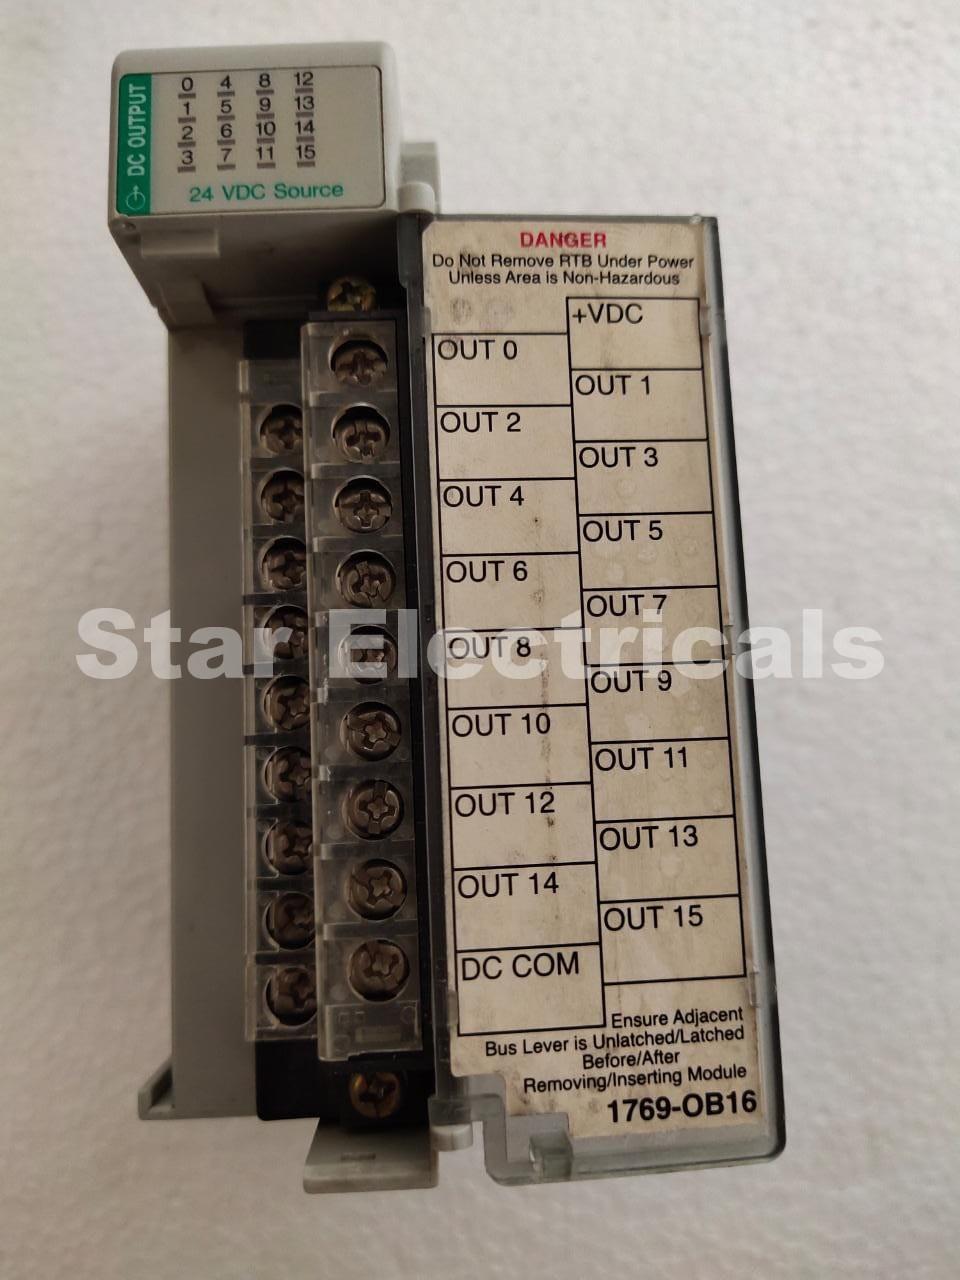 DC OUTPUT
0 4 8 12
1 5 9 13
2 6 10 14
3 7 11 15
24 VDC Source
DANGER
Do Not Remove RTB Under Power
Unless Area is Non-Hazardous
+VDC
OUT 0
OUT 1
OUT 2
OUT 3
OUT 4
OUT 5
OUT 6
OUT 7
Star Electricals
OUT 8
OUT 9
OUT 10
OUT 11
OUT 12
OUT 13
OUT 14
OUT 15
DC COM
Ensure Adjacent
Bus Lever is Unlatched/Latched
Before/After
Removing/Inserting Module
1769-OB16